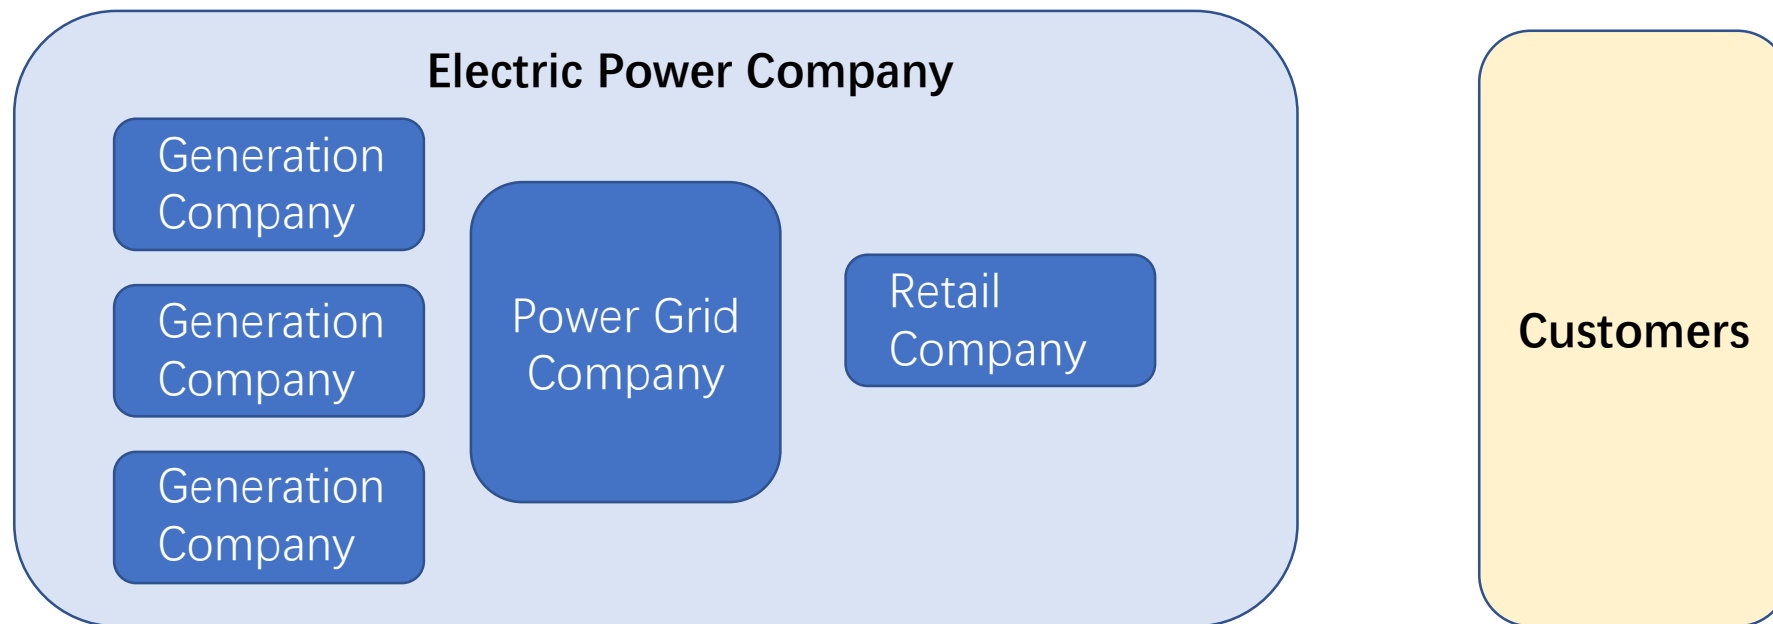 Electric Power Company
Generation
Company
Generation
Company
Generation
Company
Power Grid
Company
Retail
Company
Customers